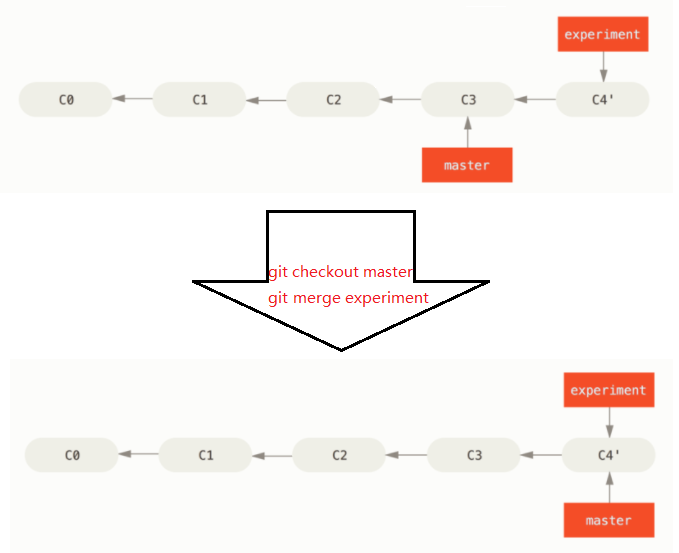 experiment
C0 C1 C2 C3 C4'
master
git checkout master
git merge experiment
experiment
C0 C1 C2 C3 C4'
master